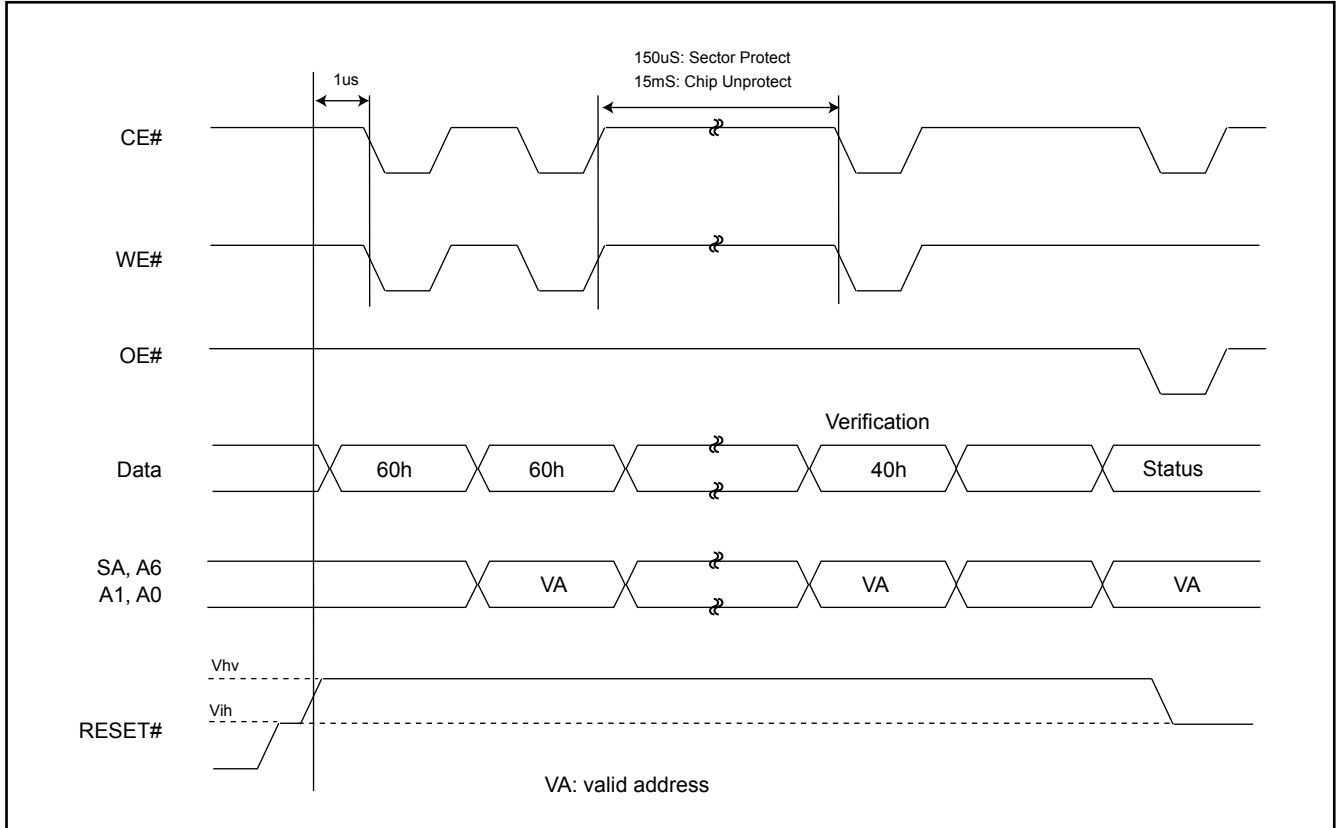 150uS: Sector Protect
15mS: Chip Unprotect
1us
CE#
WE#
OE#
Verification
Data 60h 60h 40h Status
SA, A6
A1, A0
VA VA VA
Vhv
Vih
RESET#
VA: valid address